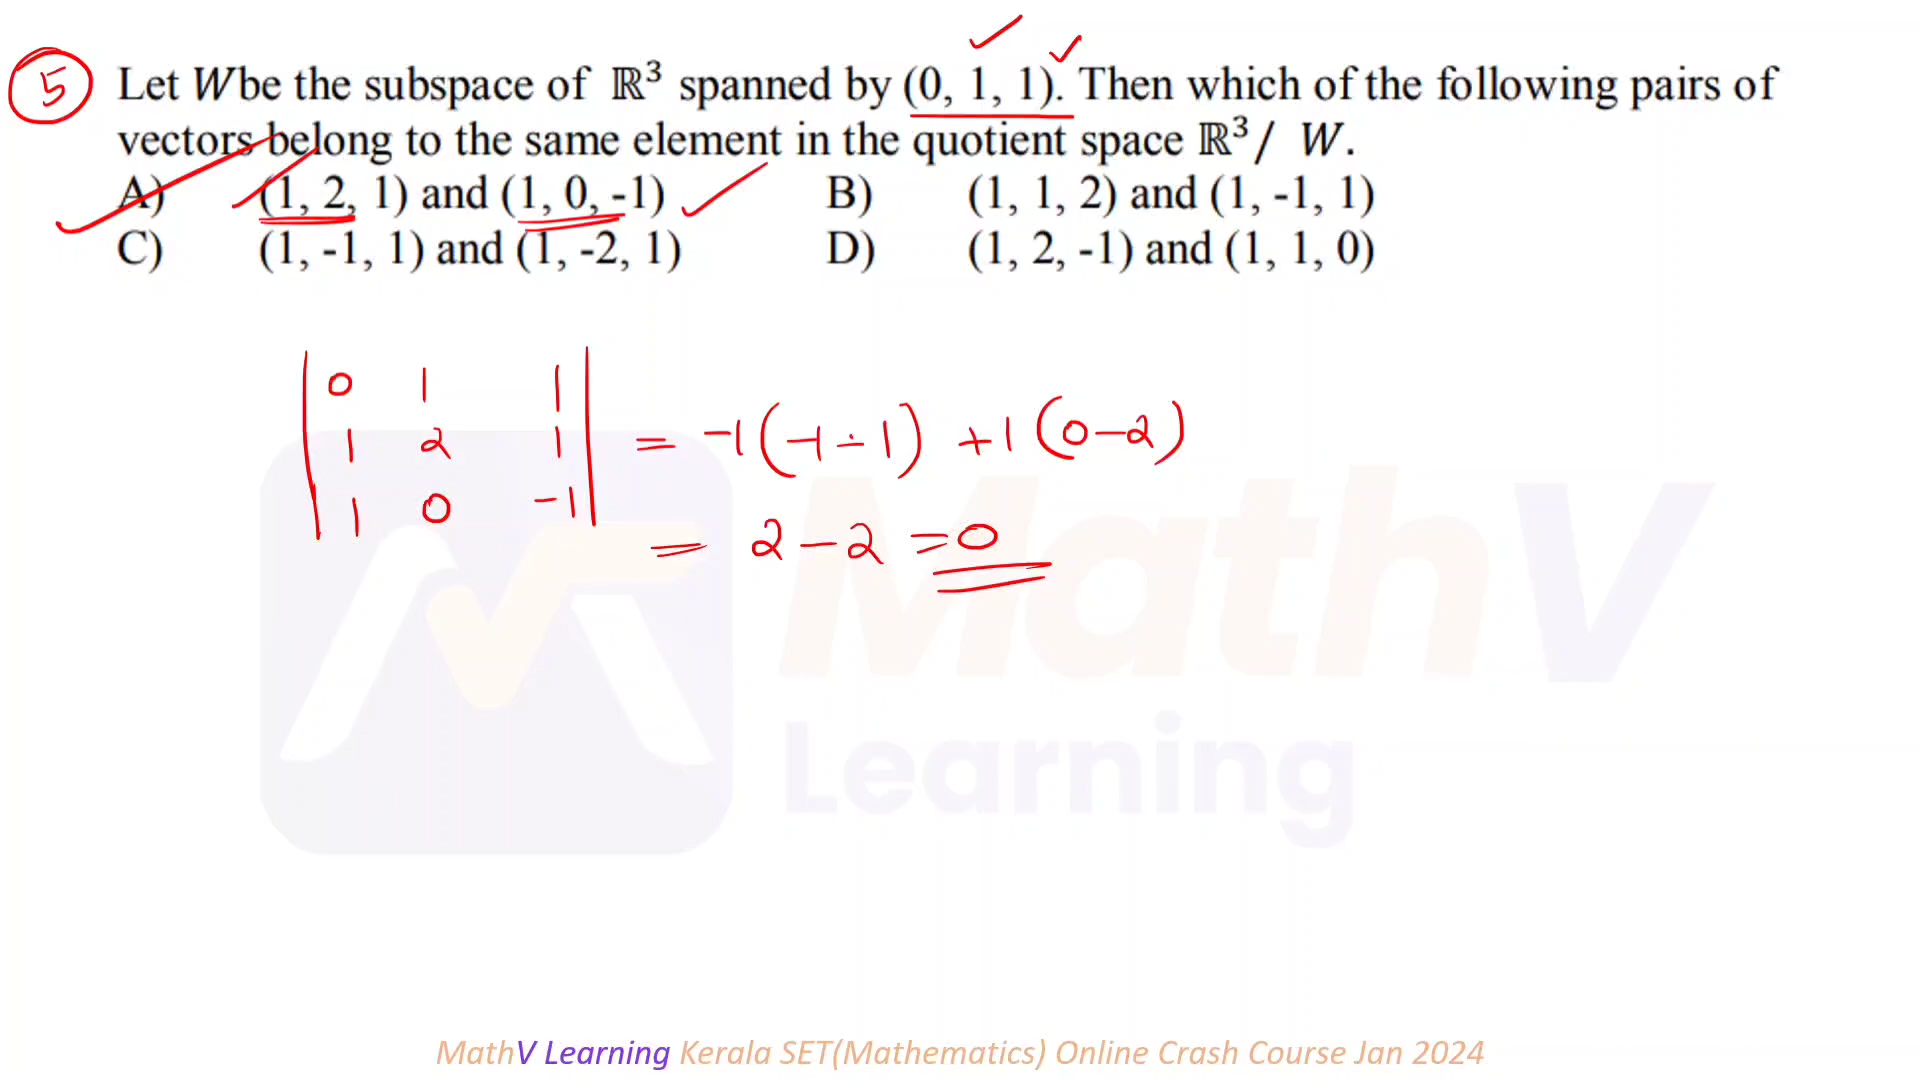 5 Let W be the subspace of ℝ³ spanned by (0, 1, 1). Then which of the following pairs of
vectors belong to the same element in the quotient space ℝ³/ W.
A) (1, 2, 1) and (1, 0, -1) B) (1, 1, 2) and (1, -1, 1)
C) (1, -1, 1) and (1, -2, 1) D) (1, 2, -1) and (1, 1, 0)
| 0 1 1 |
| 1 2 1 | = -1(-1-1) +1(0-2)
| 1 0 -1 |
= 2-2 = 0
MathV
Learning
MathV Learning Kerala SET(Mathematics) Online Crash Course Jan 2024